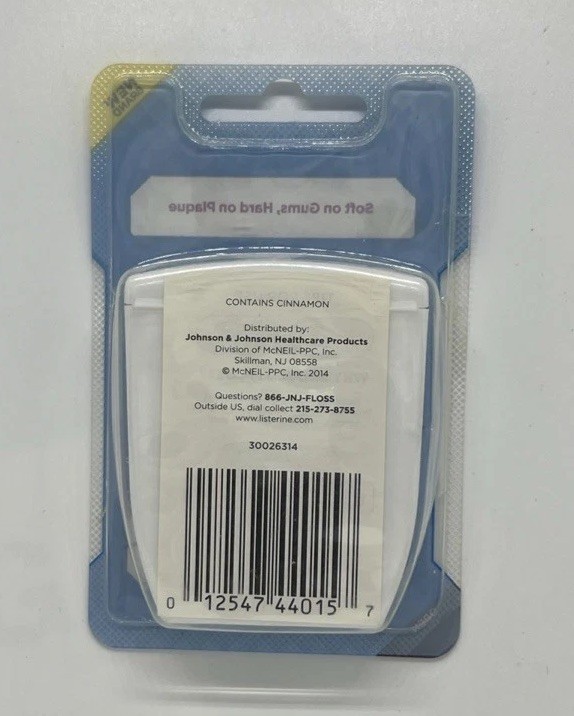 NEW
BRAND
Soft on Gums, Hard on Plaque
CONTAINS CINNAMON
Distributed by:
Johnson & Johnson Healthcare Products
Division of McNEIL-PPC, Inc.
Skillman, NJ 08558
© McNEIL-PPC, Inc. 2014
Questions? 866-JNJ-FLOSS
Outside US, dial collect 215-273-8755
www.listerine.com
30026314
0 12547 44015 7